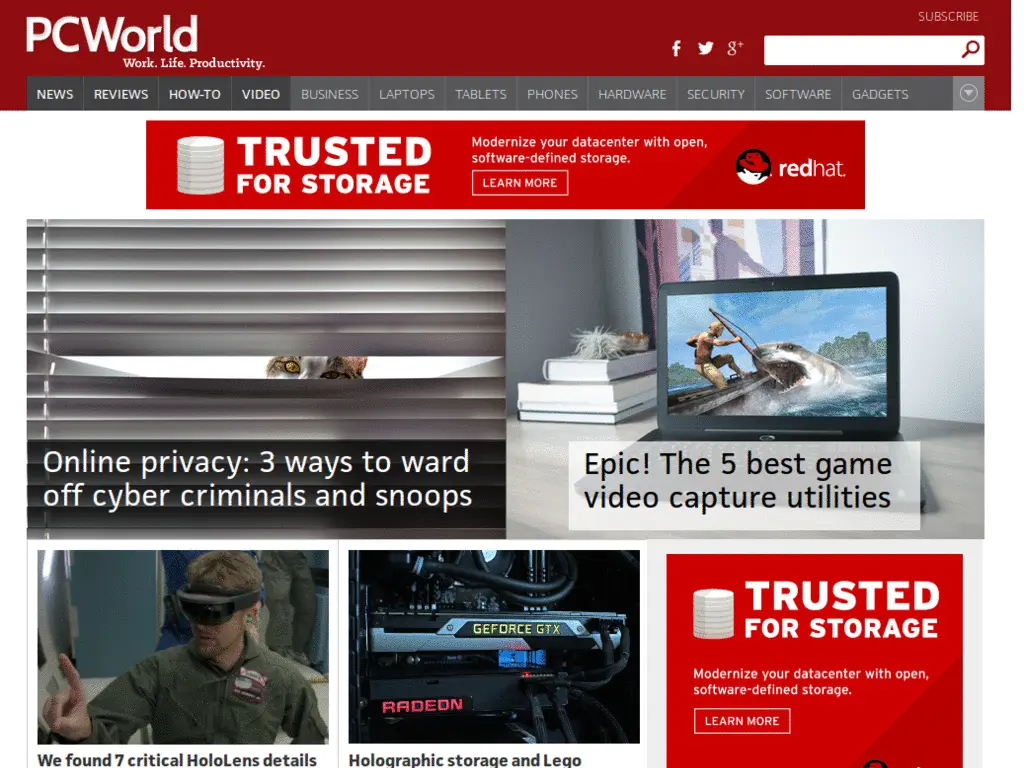 SUBSCRIBE
PCWorld
Work. Life. Productivity.
NEWS REVIEWS HOW-TO VIDEO BUSINESS LAPTOPS TABLETS PHONES HARDWARE SECURITY SOFTWARE GADGETS
TRUSTED
FOR STORAGE
Modernize your datacenter with open,
software-defined storage.
LEARN MORE
redhat.
Online privacy: 3 ways to ward
off cyber criminals and snoops
Epic! The 5 best game
video capture utilities
GEFORCE GTX
RADEON
We found 7 critical HoloLens details
Holographic storage and Lego
TRUSTED
FOR STORAGE
Modernize your datacenter with open,
software-defined storage.
LEARN MORE